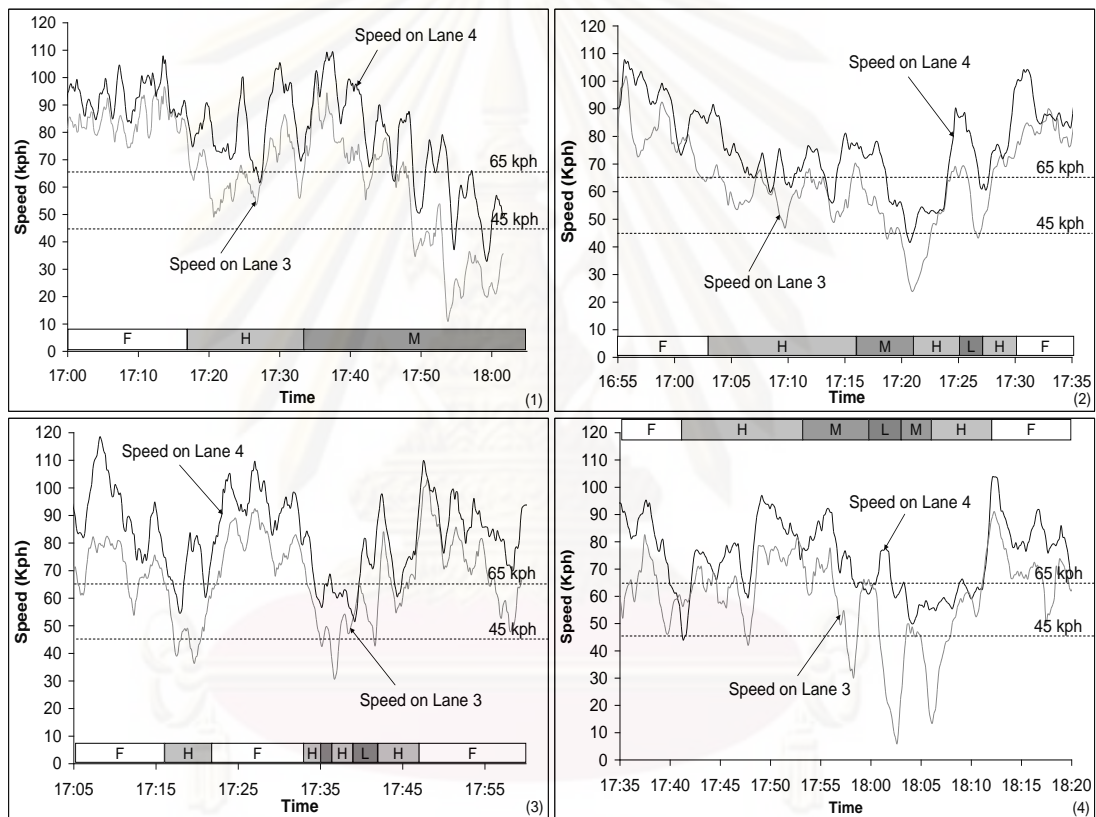 120
110
100
90
80
70
60
50
40
30
20
10
0
Speed (kph)
Speed on Lane 4
65 kph
45 kph
Speed on Lane 3
F H M
17:00 17:10 17:20 17:30 17:40 17:50 18:00
Time
(1)
120
110
100
90
80
70
60
50
40
30
20
10
0
Speed (Kph)
Speed on Lane 4
65 kph
45 kph
Speed on Lane 3
F H M H L H F
16:55 17:00 17:05 17:10 17:15 17:20 17:25 17:30 17:35
Time
(2)
120
110
100
90
80
70
60
50
40
30
20
10
0
Speed (Kph)
Speed on Lane 4
65 kph
45 kph
Speed on Lane 3
F H F H H L H F
17:05 17:15 17:25 17:35 17:45 17:55
Time
(3)
F H M L M H F
120
110
100
90
80
70
60
50
40
30
20
10
0
Speed (Kph)
Speed on Lane 4
65 kph
45 kph
Speed on Lane 3
17:35 17:40 17:45 17:50 17:55 18:00 18:05 18:10 18:15 18:20
Time
(4)